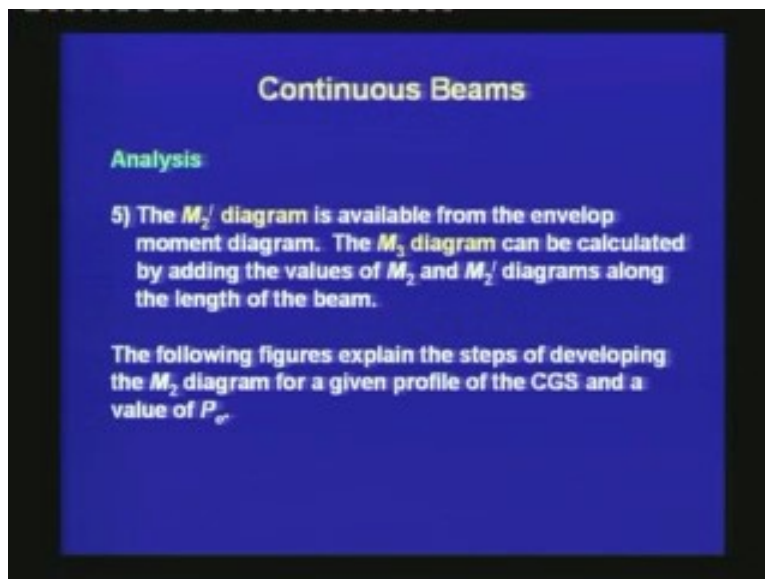 Continuous Beams
Analysis
5) The M₂′ diagram is available from the envelop
moment diagram. The M₃ diagram can be calculated
by adding the values of M₂ and M₂′ diagrams along
the length of the beam.
The following figures explain the steps of developing
the M₂ diagram for a given profile of the CGS and a
value of Pₑ.